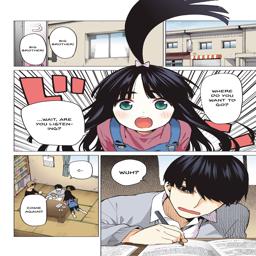 BIG
BROTHER!
BIG
BROTHER!
WHERE
DO YOU
WANT TO
GO?
...WAIT, ARE
YOU LISTEN-
ING?
WUH?
COME
AGAIN?